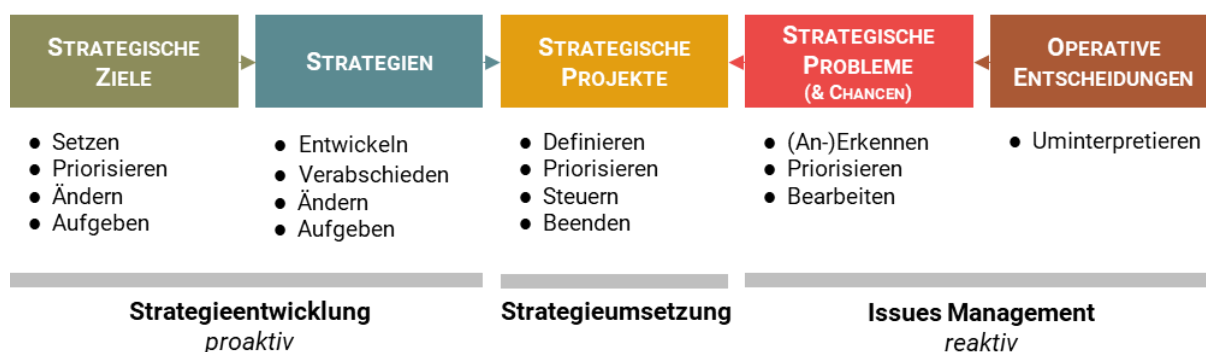 STRATEGISCHE
ZIELE
STRATEGIEN
STRATEGISCHE
PROJEKTE
STRATEGISCHE
PROBLEME
(& CHANCEN)
OPERATIVE
ENTSCHEIDUNGEN
● Setzen
● Priorisieren
● Ändern
● Aufgeben
● Entwickeln
● Verabschieden
● Ändern
● Aufgeben
● Definieren
● Priorisieren
● Steuern
● Beenden
● (An-)Erkennen
● Priorisieren
● Bearbeiten
● Uminterpretieren
Strategieentwicklung
proaktiv
Strategieumsetzung
Issues Management
reaktiv